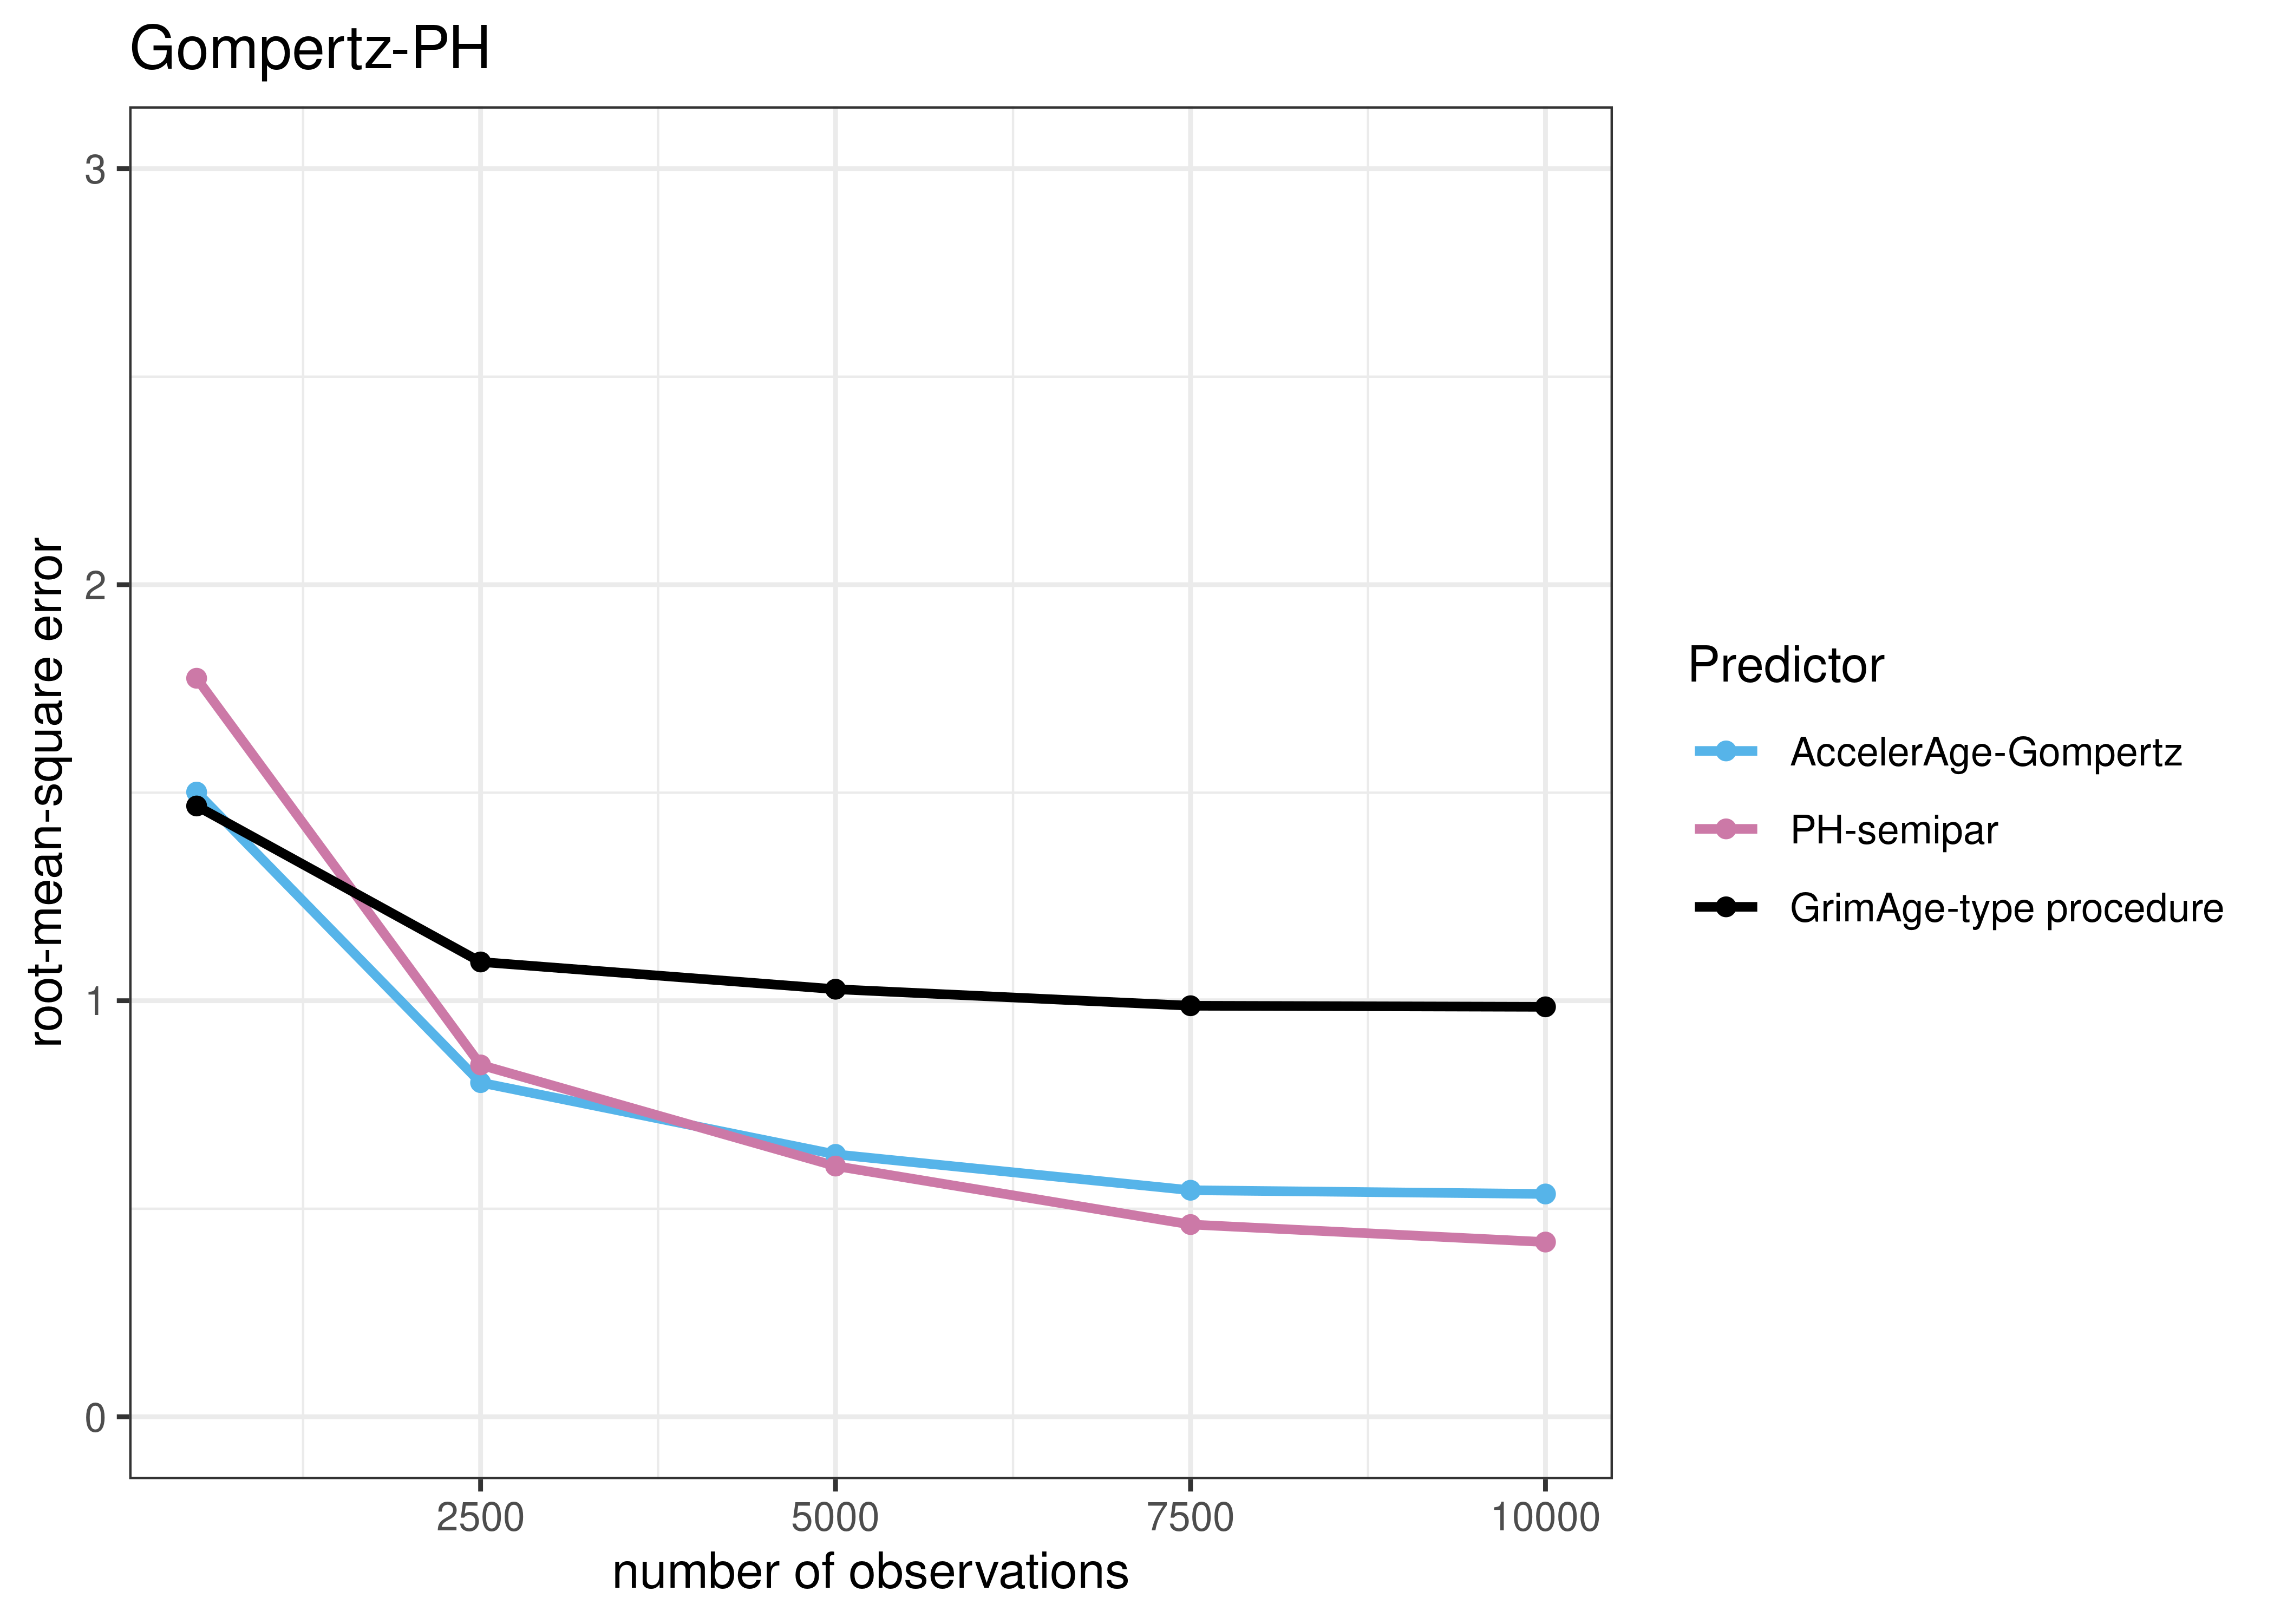 Gompertz-PH
root-mean-square error
3
2
1
0
2500 5000 7500 10000
number of observations
Predictor
AccelerAge-Gompertz
PH-semipar
GrimAge-type procedure